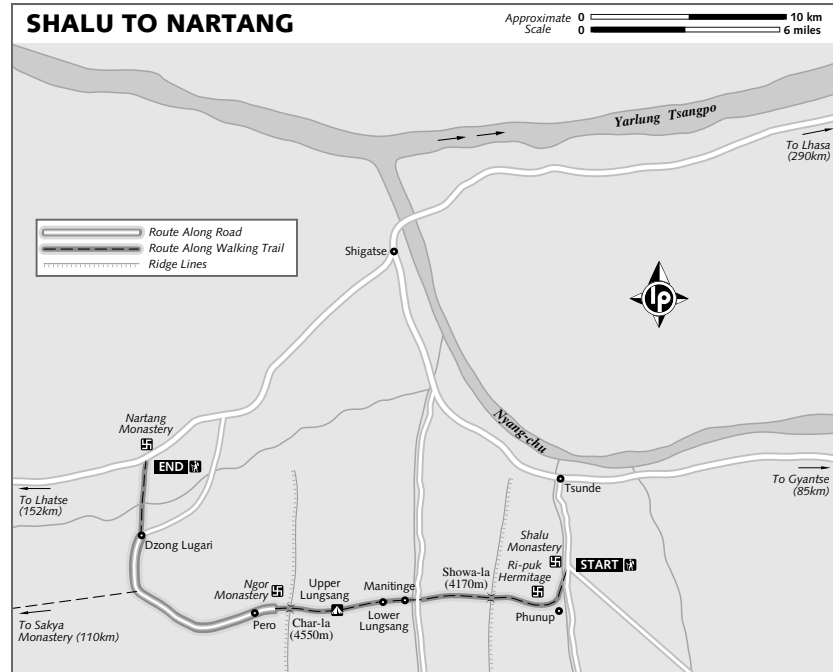 SHALU TO NARTANG
Approximate
Scale
0
10 km
0
6 miles
Yarlung Tsangpo
To Lhasa
(290km)
Route Along Road
Route Along Walking Trail
Ridge Lines
Shigatse
lp
Nartang
Monastery
END
Nyang-chu
To Lhatse
(152km)
Tsunde
To Gyantse
(85km)
Dzong Lugari
Shalu
Monastery
START
Ri-puk
Hermitage
Showa-la
(4170m)
Ngor
Monastery
Upper
Lungsang
Manitinge
Lower
Lungsang
Char-la
(4550m)
Pero
Phunup
To Sakya
Monastery (110km)